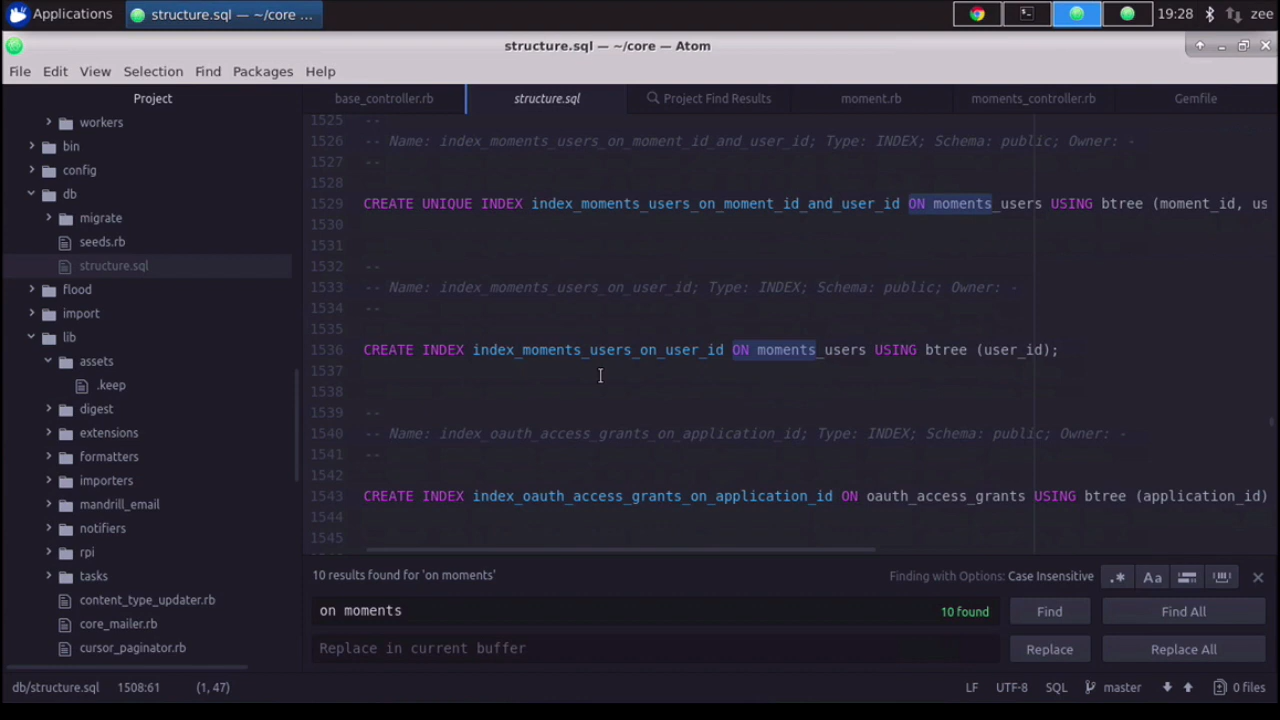 Applications structure.sql — ~/core ... 19:28 zee
structure.sql — ~/core — Atom
File Edit View Selection Find Packages Help
Project
workers
bin
config
db
migrate
seeds.rb
structure.sql
flood
import
lib
assets
.keep
digest
extensions
formatters
importers
mandrill_email
notifiers
rpi
tasks
content_type_updater.rb
core_mailer.rb
cursor_paginator.rb
base_controller.rb structure.sql Project Find Results moment.rb moments_controller.rb Gemfile
1525 --
1526 -- Name: index_moments_users_on_moment_id_and_user_id; Type: INDEX; Schema: public; Owner: -
1527 --
1528
1529 CREATE UNIQUE INDEX index_moments_users_on_moment_id_and_user_id ON moments_users USING btree (moment_id, us
1530
1531
1532 --
1533 -- Name: index_moments_users_on_user_id; Type: INDEX; Schema: public; Owner: -
1534 --
1535
1536 CREATE INDEX index_moments_users_on_user_id ON moments_users USING btree (user_id);
1537
1538
1539 --
1540 -- Name: index_oauth_access_grants_on_application_id; Type: INDEX; Schema: public; Owner: -
1541 --
1542
1543 CREATE INDEX index_oauth_access_grants_on_application_id ON oauth_access_grants USING btree (application_id)
1544
1545
10 results found for 'on moments' Finding with Options: Case Insensitive .* Aa
on moments 10 found Find Find All
Replace in current buffer Replace Replace All
db/structure.sql 1508:61 (1, 47) LF UTF-8 SQL master 0 files